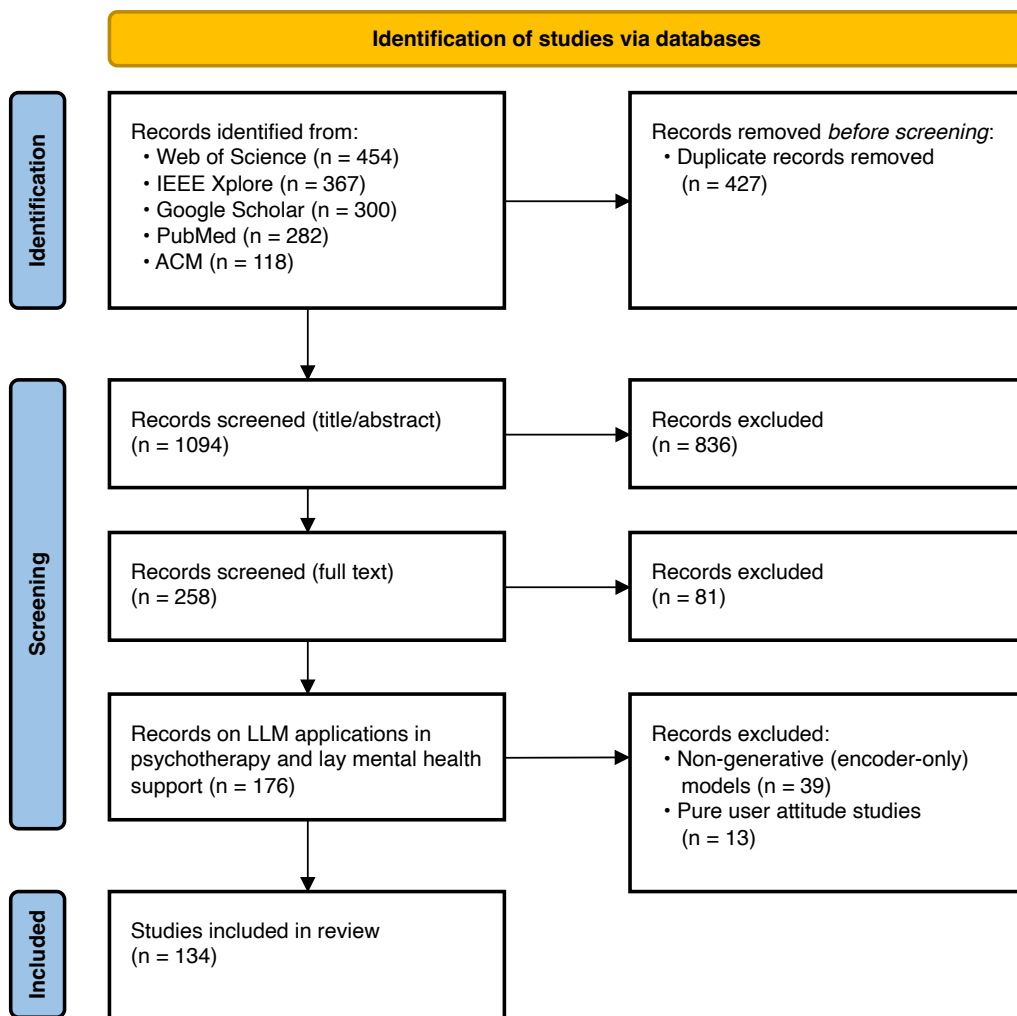 Identification of studies via databases
Identification
Records identified from:
• Web of Science (n = 454)
• IEEE Xplore (n = 367)
• Google Scholar (n = 300)
• PubMed (n = 282)
• ACM (n = 118)
Records removed before screening:
• Duplicate records removed
(n = 427)
Screening
Records screened (title/abstract)
(n = 1094)
Records excluded
(n = 836)
Records screened (full text)
(n = 258)
Records excluded
(n = 81)
Records on LLM applications in
psychotherapy and lay mental health
support (n = 176)
Records excluded:
• Non-generative (encoder-only)
models (n = 39)
• Pure user attitude studies
(n = 13)
Included
Studies included in review
(n = 134)